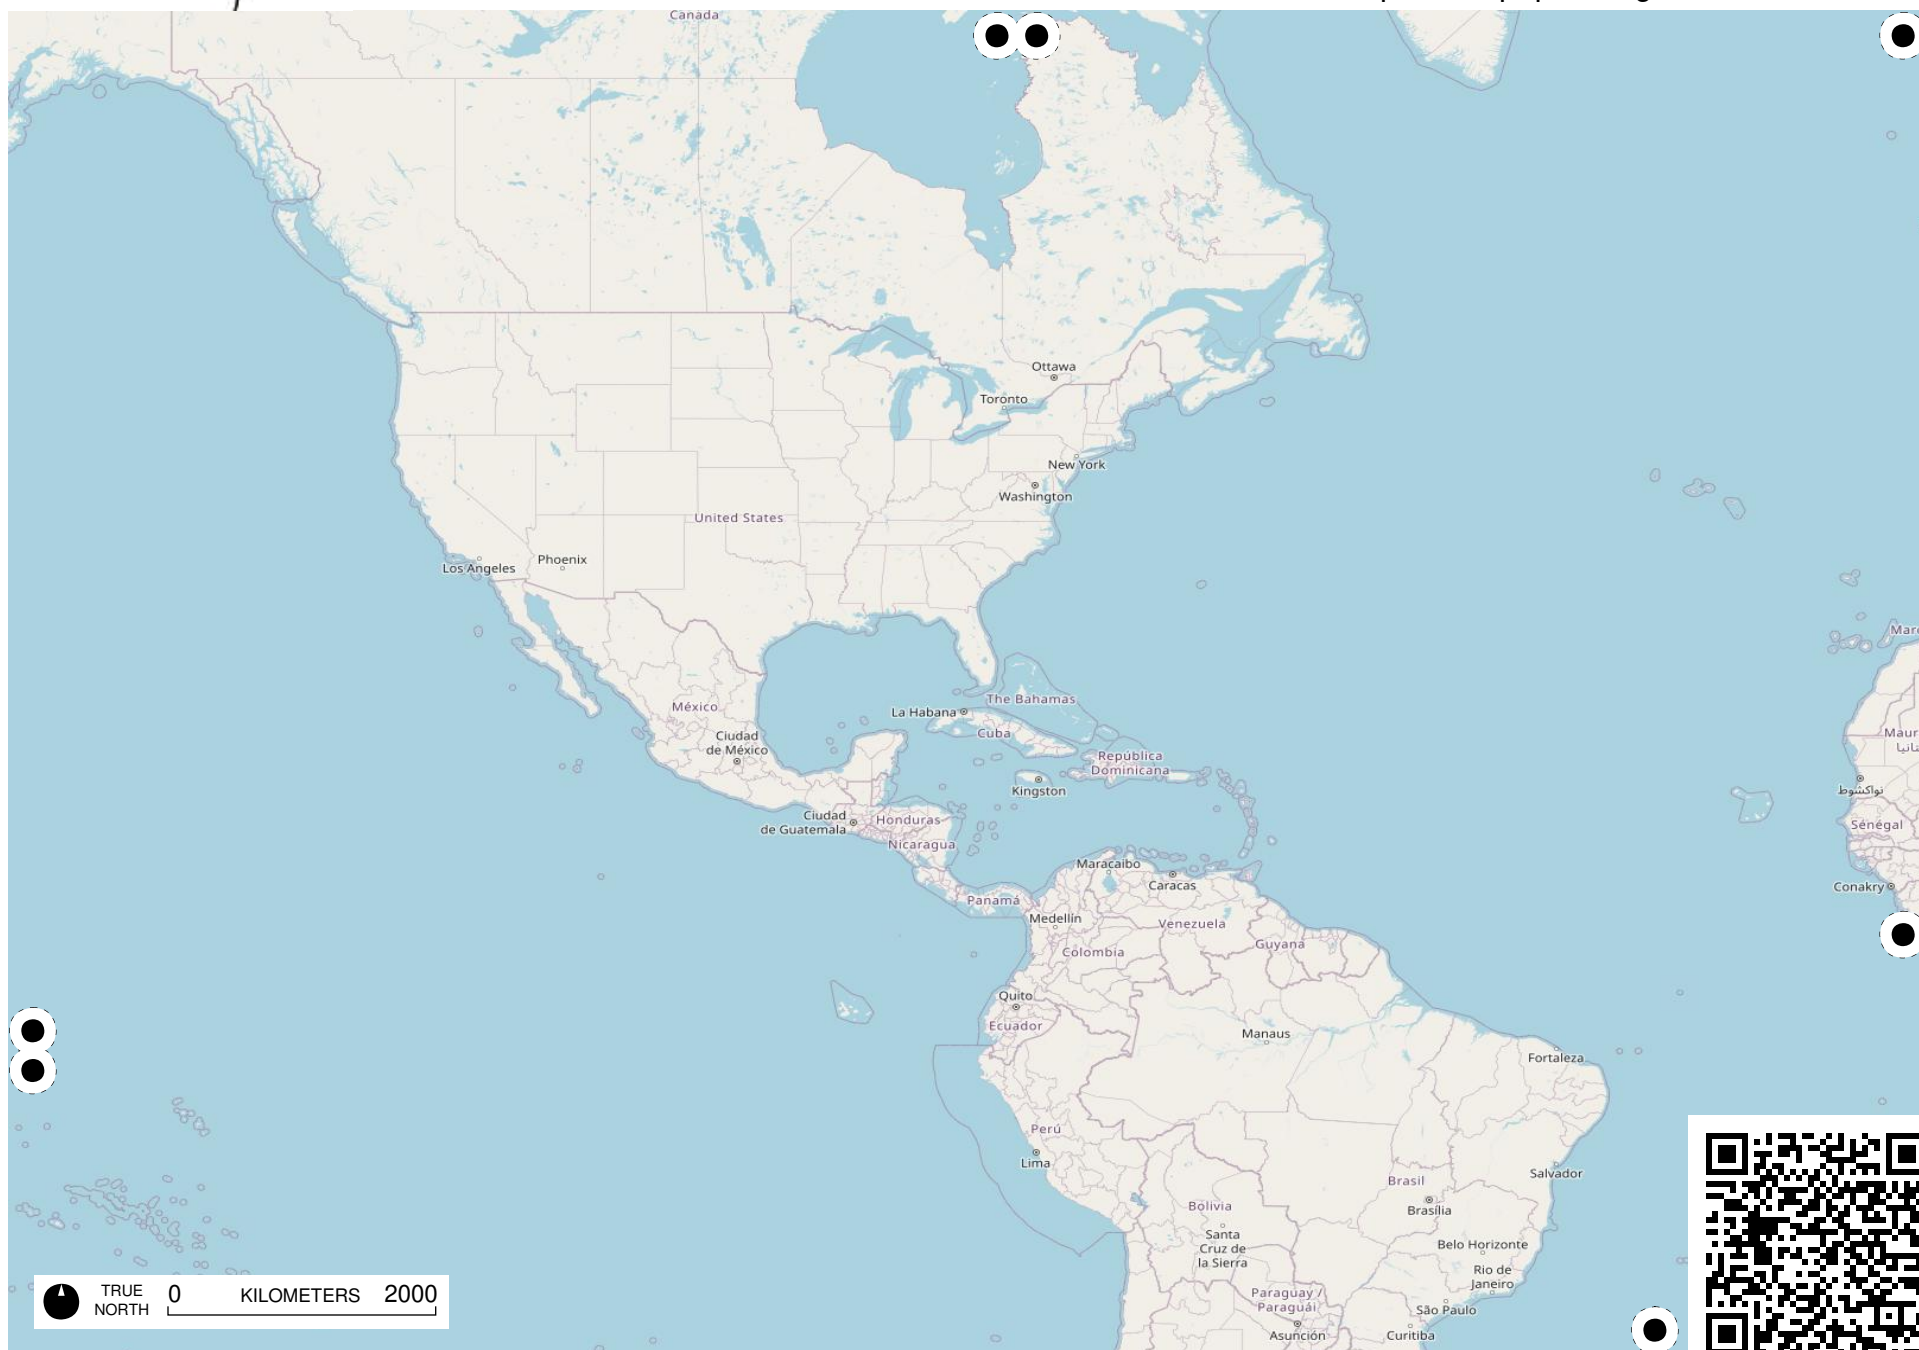 Canada
Ottawa
Toronto
New York
Washington
United States
Los Angeles
Phoenix
México
Ciudad
de México
La Habana
The Bahamas
Cuba
República
Dominicana
Kingston
Ciudad
de Guatemala
Honduras
Nicaragua
نواكشوط
Sénégal
Conakry
Maracaibo
Caracas
Panamá
Medellín
Venezuela
Colombia
Guyana
Quito
Ecuador
Manaus
Fortaleza
Perú
Lima
Salvador
Brasil
Brasília
Bolivia
Santa
Cruz de
la Sierra
Belo Horizonte
Rio de
Janeiro
Paraguay /
Paraguái
São Paulo
Asunción
Curitiba
TRUE
NORTH
0 KILOMETERS 2000